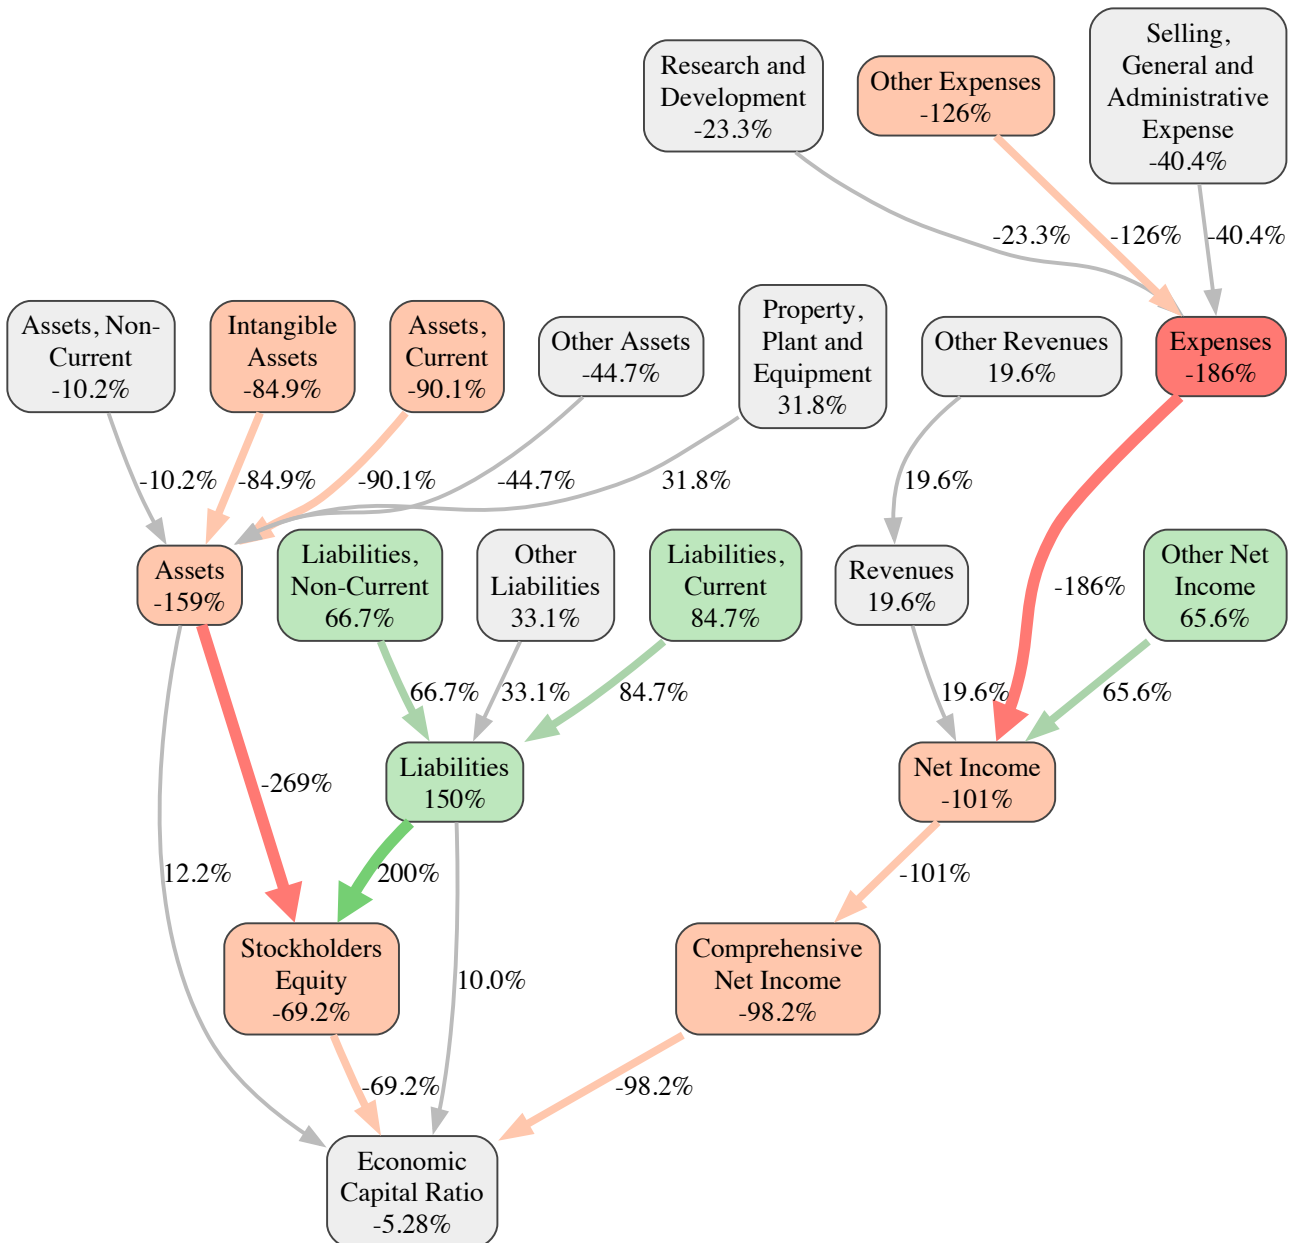 Selling,
General and
Administrative
Expense
-40.4%
Research and
Development
-23.3%
Other Expenses
-126%
-23.3%
-126%
-40.4%
Assets, Non-
Current
-10.2%
Intangible
Assets
-84.9%
Assets,
Current
-90.1%
Other Assets
-44.7%
Property,
Plant and
Equipment
31.8%
Other Revenues
19.6%
Expenses
-186%
-10.2%
-84.9%
-90.1%
-44.7%
31.8%
19.6%
Assets
-159%
Liabilities,
Non-Current
66.7%
Other
Liabilities
33.1%
Liabilities,
Current
84.7%
Revenues
19.6%
-186%
Other Net
Income
65.6%
66.7%
33.1%
84.7%
19.6%
65.6%
-269%
Liabilities
150%
Net Income
-101%
12.2%
200%
-101%
Stockholders
Equity
-69.2%
10.0%
Comprehensive
Net Income
-98.2%
-69.2%
-98.2%
Economic
Capital Ratio
-5.28%